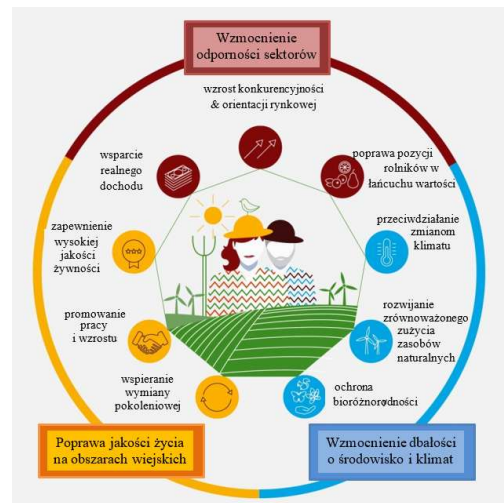 Wzmocnienie
odporności sektorów
wzrost konkurencyjności
& orientacji rynkowej
wsparcie
realnego
dochodu
poprawa pozycji
rolników w
łańcuchu wartości
zapewnienie
wysokiej
jakości
żywności
przeciwdziałanie
zmianom
klimatu
promowanie
pracy
i wzrostu
rozwijanie
zrównoważonego
zużycia
zasobów
naturalnych
wspieranie
wymiany
pokoleniowej
ochrona
bioróżnorodności
Poprawa jakości życia
na obszarach wiejskich
Wzmocnienie dbałości
o środowisko i klimat